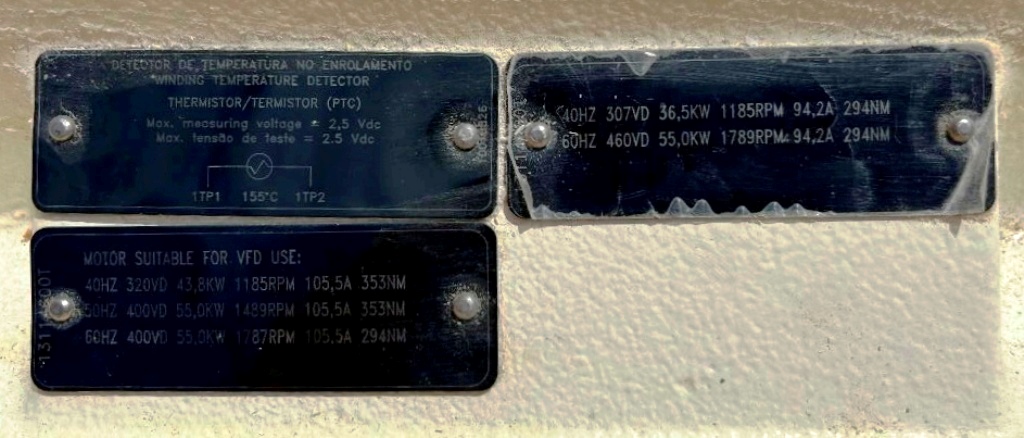 DETECTOR DE TEMPERATURA NO ENROLAMENTO
WINDING TEMPERATURE DETECTOR
THERMISTOR/TERMISTOR (PTC)
Max. measuring voltage = 2,5 Vdc
Max. tensão de teste = 2.5 Vdc
1TP1 155°C 1TP2
40HZ 307VD 36,5KW 1185RPM 94,2A 294NM
60HZ 460VD 55,0KW 1789RPM 94,2A 294NM
MOTOR SUITABLE FOR VFD USE:
40HZ 320VD 43,8KW 1185RPM 105,5A 353NM
50HZ 400VD 55,0KW 1489RPM 105,5A 353NM
60HZ 400VD 55,0KW 1787RPM 105,5A 294NM